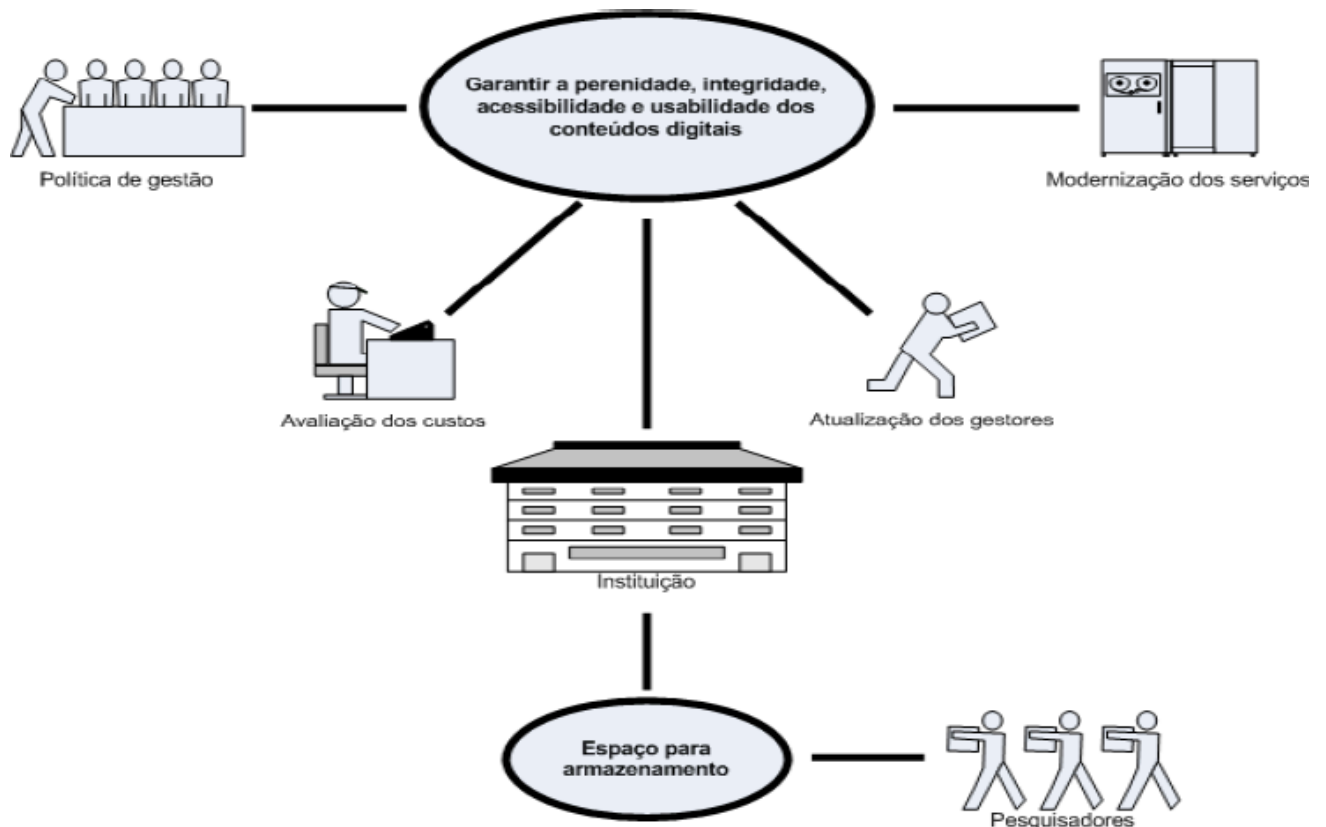 Garantir a perenidade, integridade,
acessibilidade e usabilidade dos
conteúdos digitais
Política de gestão
Modernização dos serviços
Avaliação dos custos
Atualização dos gestores
Instituição
Espaço para
armazenamento
Pesquisadores